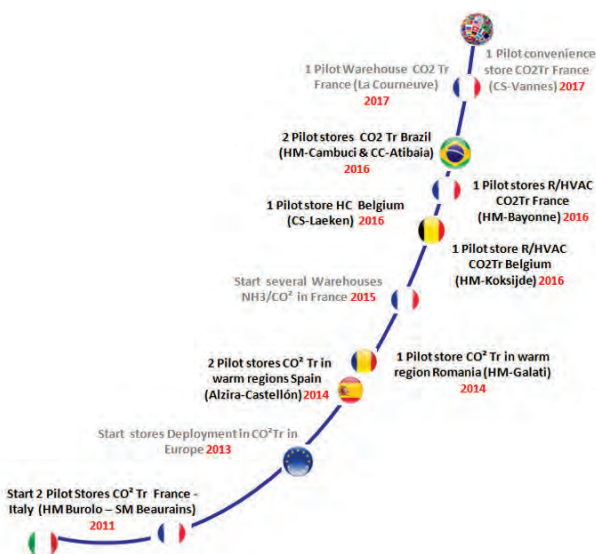 1 Pilot convenience
store CO2Tr France
(CS-Vannes) 2017
1 Pilot Warehouse CO2 Tr
France (La Courneuve)
2017
2 Pilot stores CO2 Tr Brazil
(HM-Cambuci & CC-Atibaia)
2016
1 Pilot stores R/HVAC
CO2Tr France
(HM-Bayonne) 2016
1 Pilot store HC Belgium
(CS-Laeken) 2016
1 Pilot store R/HVAC
CO2Tr Belgium
(HM-Koksijde) 2016
Start several Warehouses
NH3/CO² in France 2015
2 Pilot stores CO² Tr in
warm regions Spain
(Alzira-Castellón) 2014
1 Pilot store CO² Tr in warm
region Romania (HM-Galati)
2014
Start stores Deployment in CO²Tr in
Europe 2013
Start 2 Pilot Stores CO² Tr France -
Italy (HM Burolo – SM Beaurains)
2011